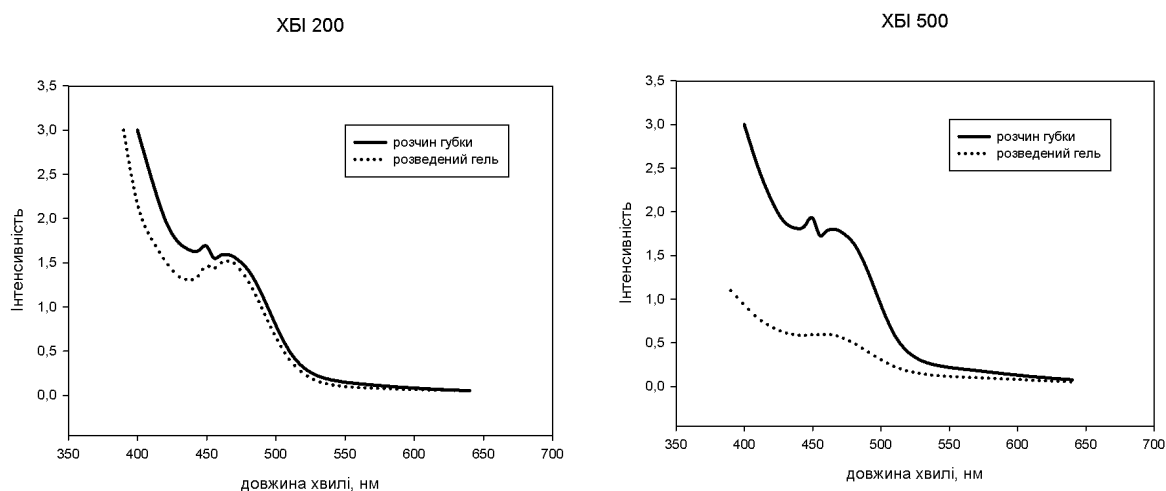 ХБІ 200
3,5
3,0
2,5
2,0
1,5
1,0
0,5
0,0
Інтенсивність
розчин губки
розведений гель
350 400 450 500 550 600 650 700
довжина хвилі, нм
ХБІ 500
3,5
3,0
2,5
2,0
1,5
1,0
0,5
0,0
Інтенсивність
розчин губки
розведений гель
350 400 450 500 550 600 650 700
довжина хвилі, нм